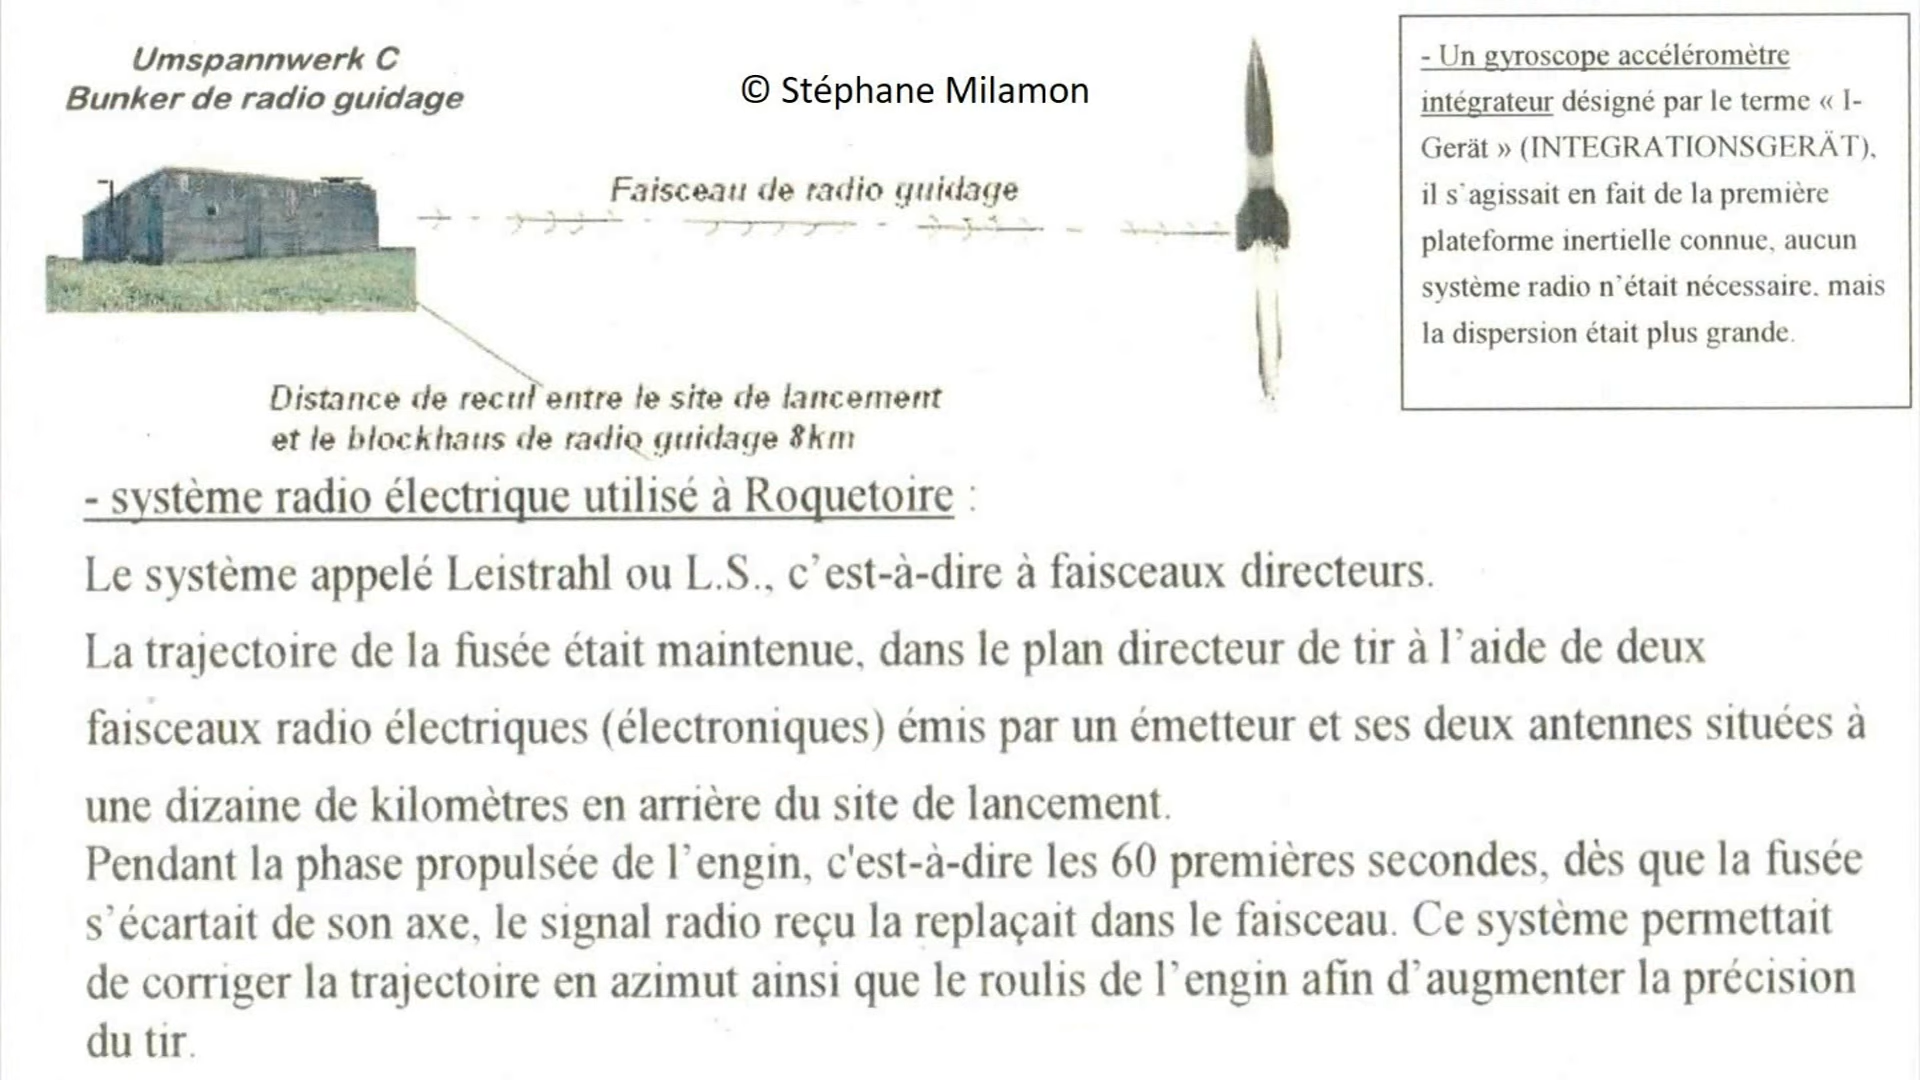 Umspannwerk C
Bunker de radio guidage
© Stéphane Milamon
Faisceau de radio guidage
Distance de recul entre le site de lancement
et le blockhaus de radio guidage 8km
- Un gyroscope accéléromètre
intégrateur désigné par le terme « I-
Gerät » (INTEGRATIONSGERÄT),
il s'agissait en fait de la première
plateforme inertielle connue, aucun
système radio n'était nécessaire. mais
la dispersion était plus grande.
- système radio électrique utilisé à Roquetoire :
Le système appelé Leistrahl ou L.S., c'est-à-dire à faisceaux directeurs.
La trajectoire de la fusée était maintenue, dans le plan directeur de tir à l'aide de deux
faisceaux radio électriques (électroniques) émis par un émetteur et ses deux antennes situées à
une dizaine de kilomètres en arrière du site de lancement.
Pendant la phase propulsée de l'engin, c'est-à-dire les 60 premières secondes, dès que la fusée
s'écartait de son axe, le signal radio reçu la replaçait dans le faisceau. Ce système permettait
de corriger la trajectoire en azimut ainsi que le roulis de l'engin afin d'augmenter la précision
du tir.